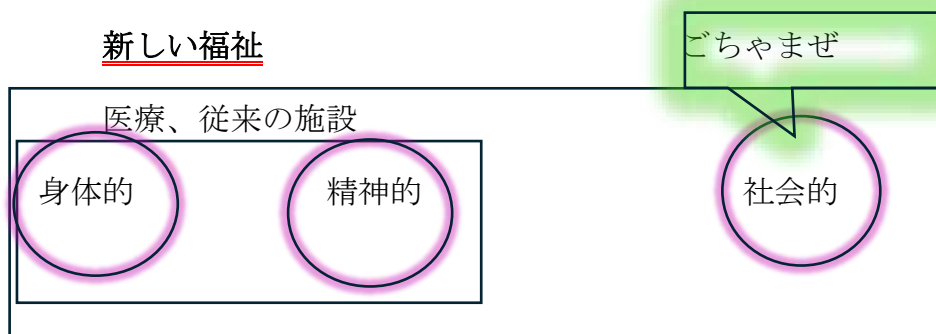 新しい福祉
ごちゃまぜ
医療、従来の施設
身体的
精神的
社会的